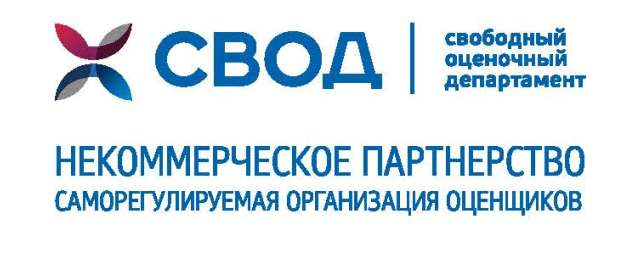 СВОД
свободный
оценочный
департамент
НЕКОММЕРЧЕСКОЕ ПАРТНЕРСТВО
САМОРЕГУЛИРУЕМАЯ ОРГАНИЗАЦИЯ ОЦЕНЩИКОВ